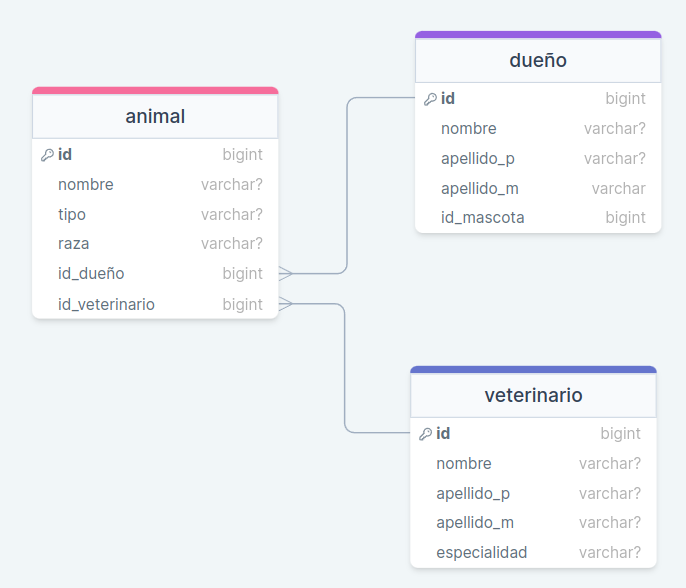 animal
id bigint
nombre varchar?
tipo varchar?
raza varchar?
id_dueño bigint
id_veterinario bigint
dueño
id bigint
nombre varchar?
apellido_p varchar?
apellido_m varchar
id_mascota bigint
veterinario
id bigint
nombre varchar?
apellido_p varchar?
apellido_m varchar?
especialidad varchar?